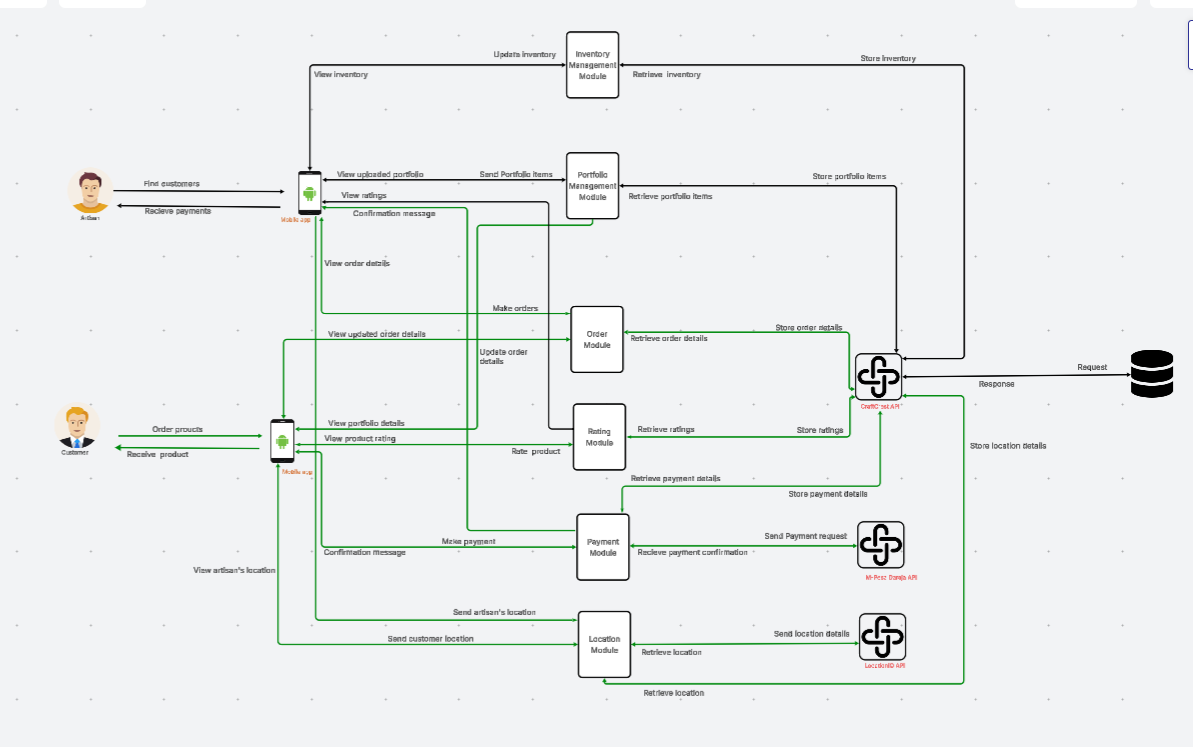 Update inventory
Inventory
Management
Module
Store Inventory
View inventory
Retrieve inventory
View uploaded portfolio
Send Portfolio Items
Portfolio
Management
Module
Store portfolio items
Find customers
View ratings
Retrieve portfolio items
Recieve payments
Confirmation message
Artisan
Mobile app
View order details
Make orders
View updated order details
Order
Module
Store order details
Retrieve order details
Update order
details
Request
Response
CraftCrest API
View portfolio details
Order proucts
View product rating
Rating
Module
Retrieve ratings
Store ratings
Customer
Receive product
Rate product
Store location details
Mobile app
Retrieve payment details
Store payment details
Make payment
Payment
Module
Send Payment request
Confirmation message
Recieve payment confirmation
View artisan's location
M-Pesa Daraja API
Send artisan's location
Send customer location
Location
Module
Send location details
Retrieve location
LocationIQ API
Retrieve location